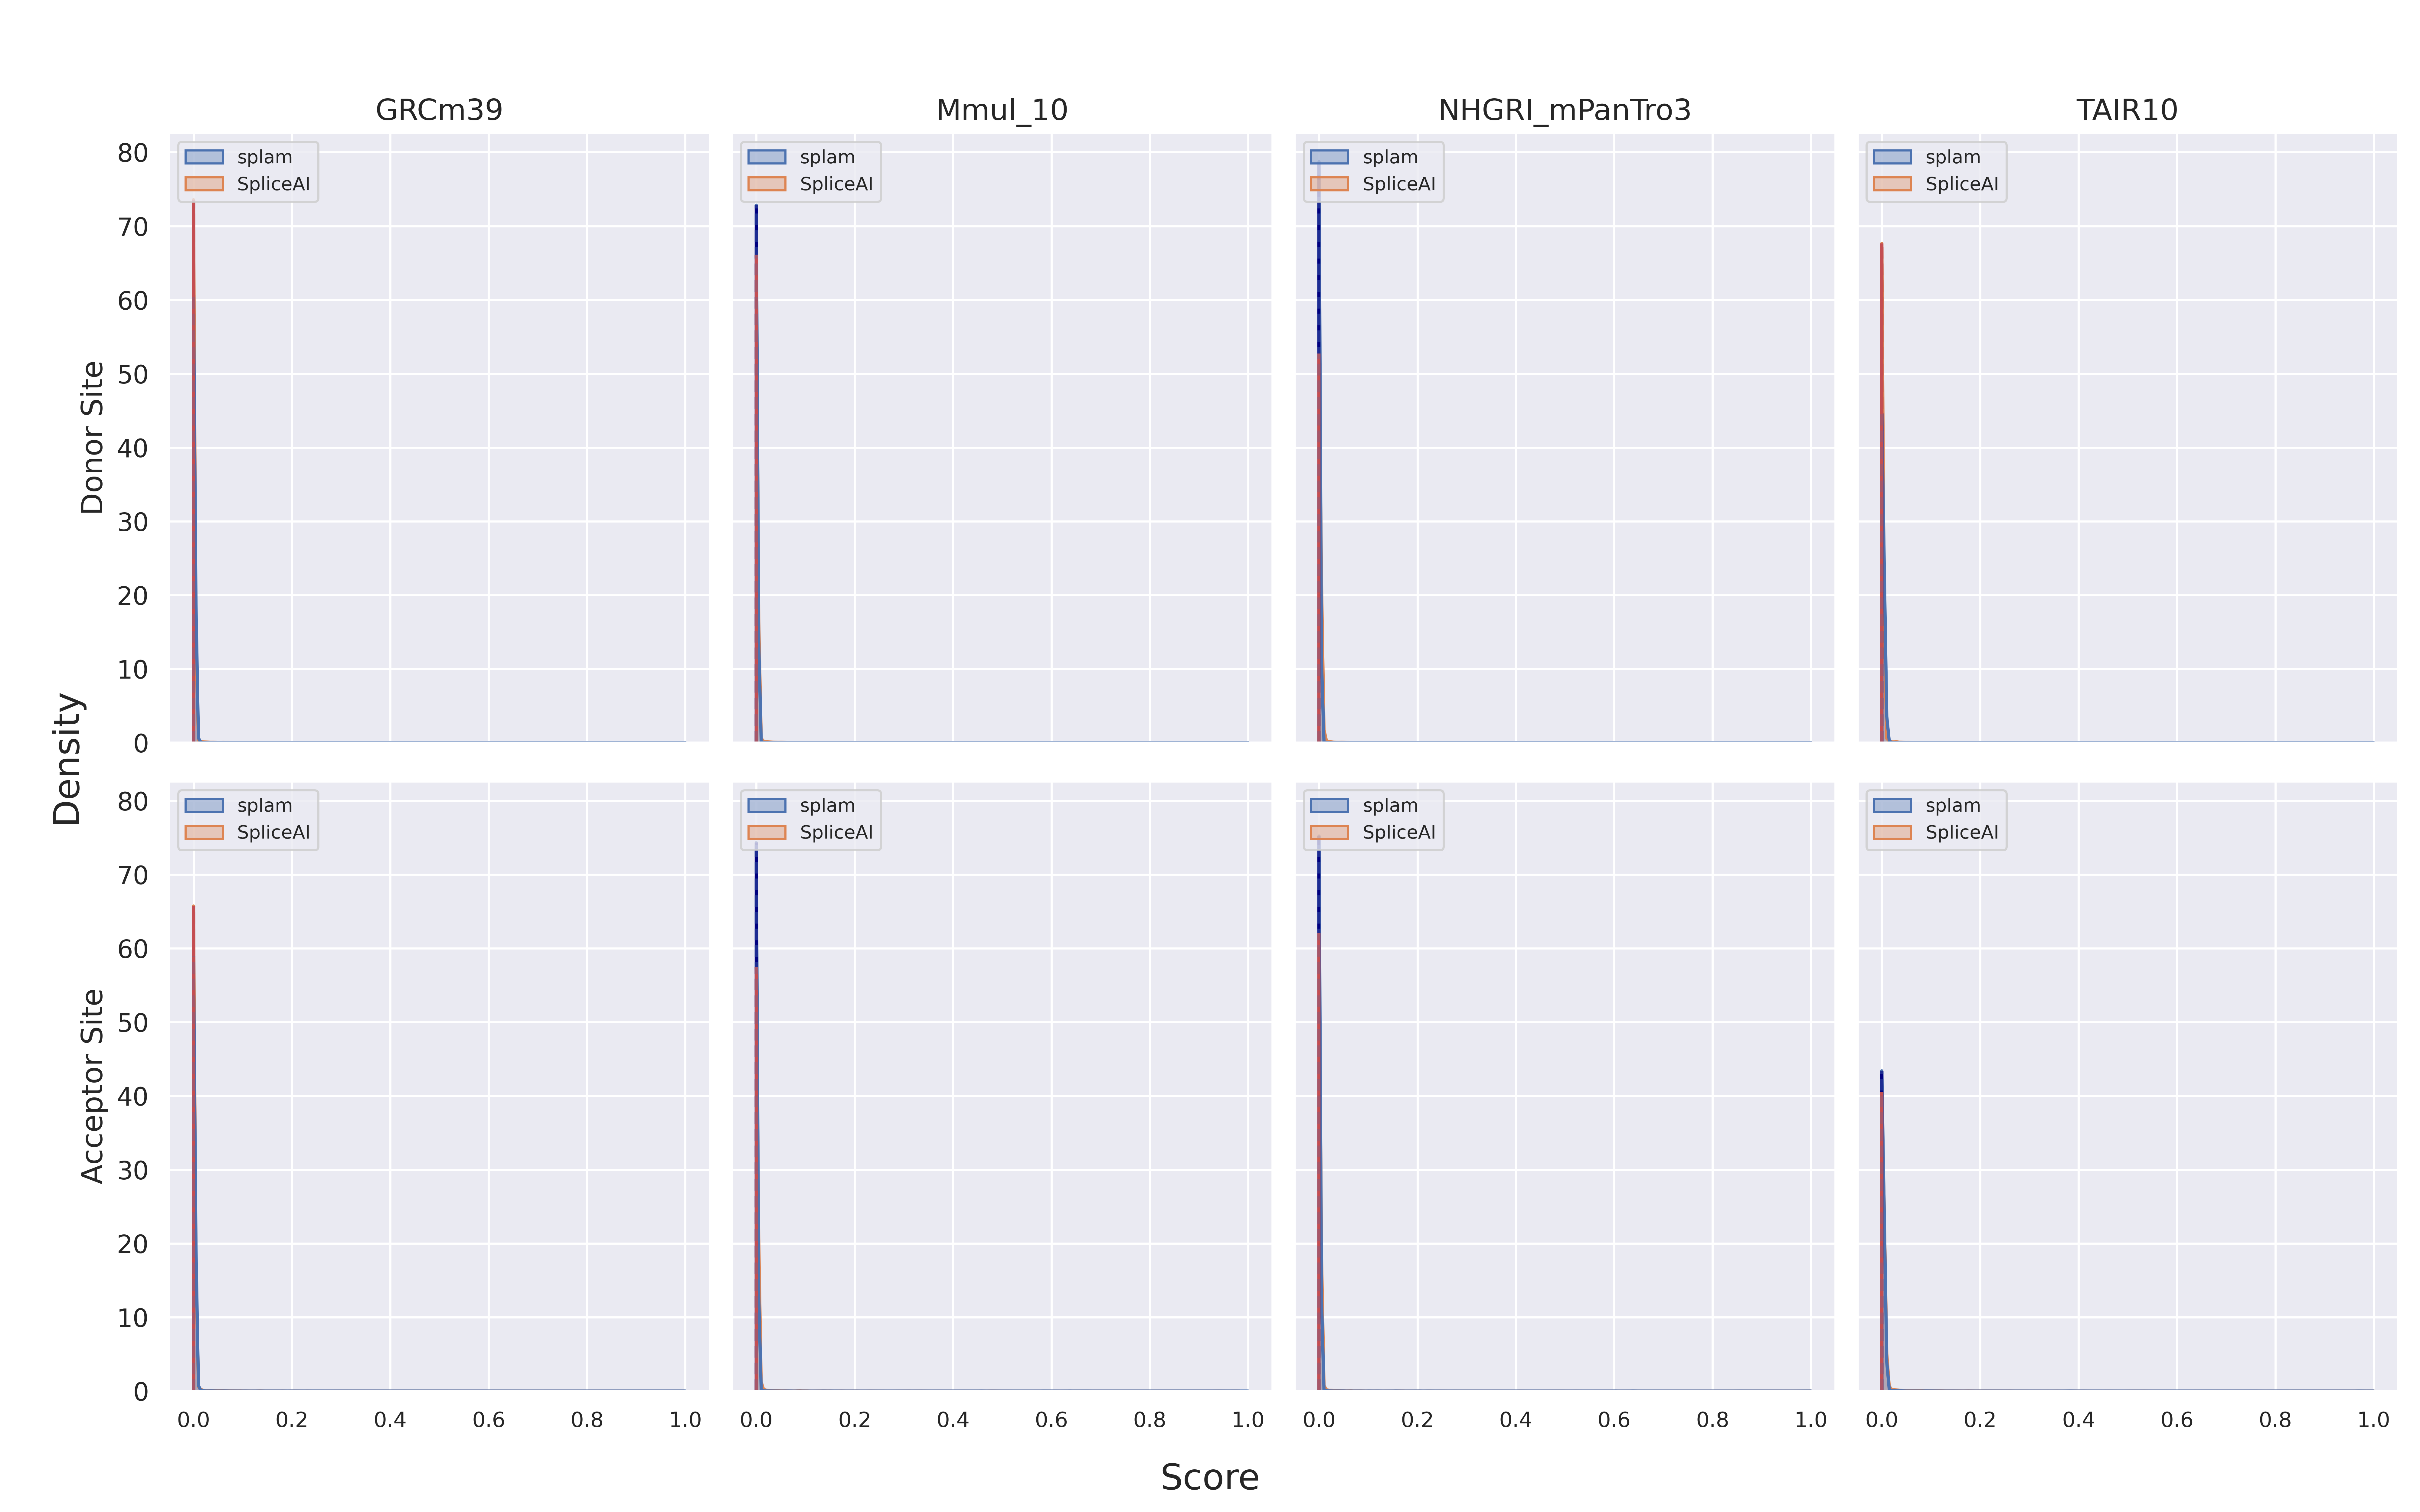 GRCm39 Mmul_10 NHGRI_mPanTro3 TAIR10
splam splam splam splam
SpliceAI SpliceAI SpliceAI SpliceAI
80
70
60
50
40
30
20
10
0
Donor Site
Density
splam splam splam splam
SpliceAI SpliceAI SpliceAI SpliceAI
80
70
60
50
40
30
20
10
0
Acceptor Site
0.0 0.2 0.4 0.6 0.8 1.0 0.0 0.2 0.4 0.6 0.8 1.0 0.0 0.2 0.4 0.6 0.8 1.0 0.0 0.2 0.4 0.6 0.8 1.0
Score